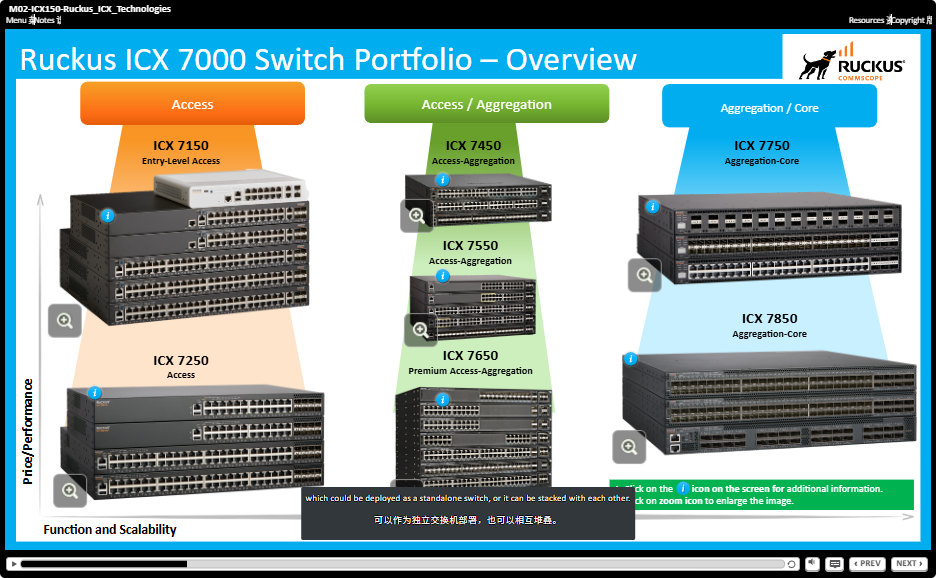 M02-ICX150-Ruckus_ICX_Technologies
Menu
Notes
Resources
Copyright
Ruckus ICX 7000 Switch Portfolio – Overview
RUCKUS®
COMMSCOPE
Access
Access / Aggregation
Aggregation / Core
ICX 7150
Entry-Level Access
ICX 7450
Access-Aggregation
ICX 7750
Aggregation-Core
ICX 7550
Access-Aggregation
ICX 7850
Aggregation-Core
ICX 7250
Access
ICX 7650
Premium Access-Aggregation
Price/Performance
on the i icon on the screen for additional information.
on zoom icon to enlarge the image.
which could be deployed as a standalone switch, or it can be stacked with each other.
可以作为独立交换机部署，也可以相互堆叠。
Function and Scalability
‹ PREV
NEXT ›